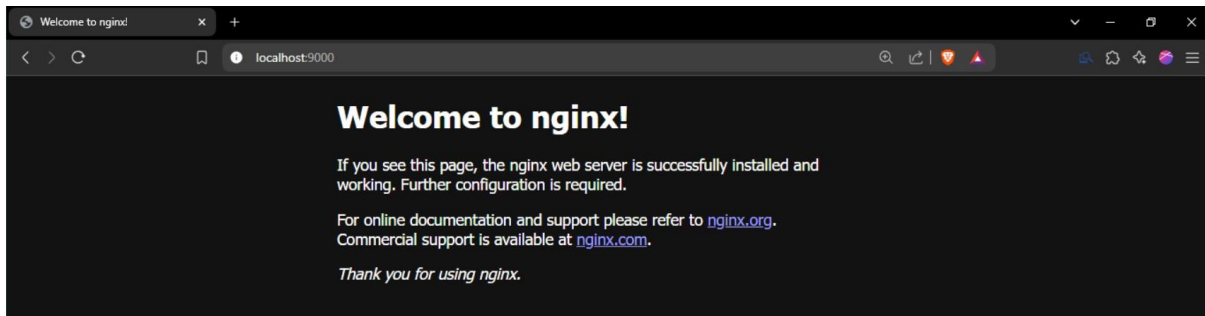 Welcome to nginx!
localhost:9000
Welcome to nginx!
If you see this page, the nginx web server is successfully installed and
working. Further configuration is required.
For online documentation and support please refer to nginx.org.
Commercial support is available at nginx.com.
Thank you for using nginx.